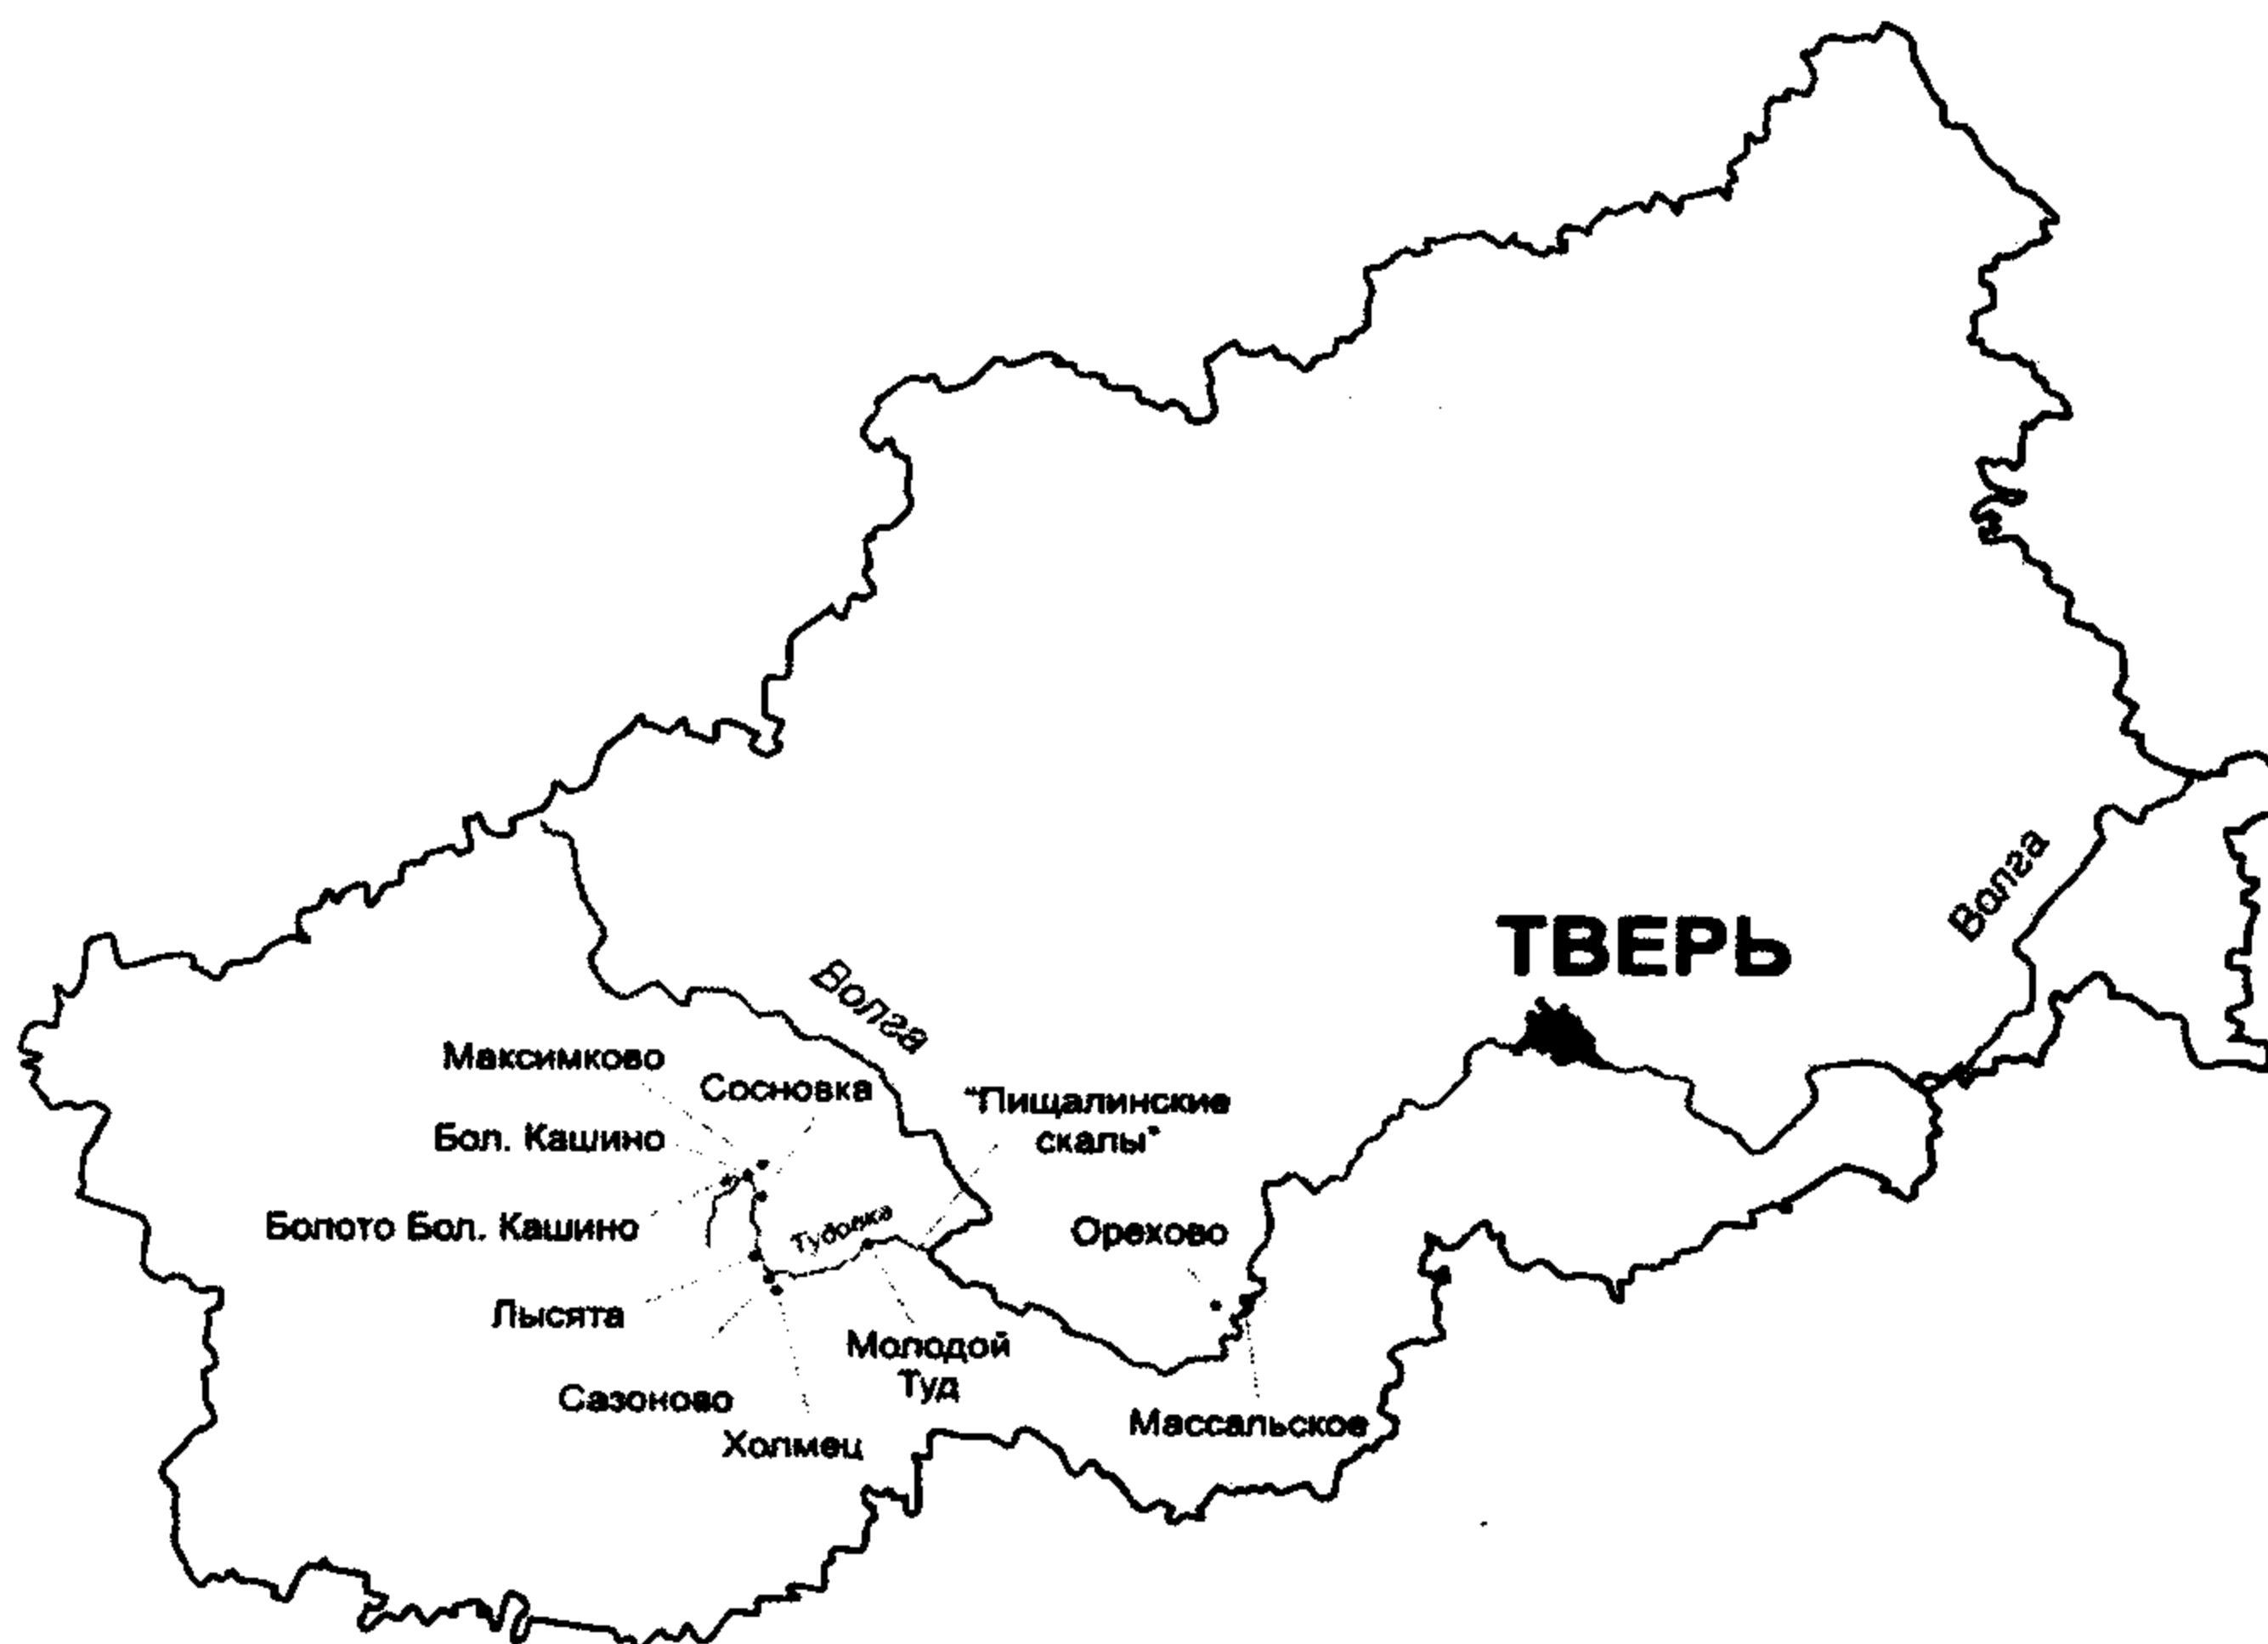 ТВЕРЬ
Волга
Волга
Максимково
Сосновка
"Пищалинские
скалы"
Бол. Кашино
Болото Бол. Кашино
Тудовка
Орехово
Лысята
Молодой
Туд
Сазоново
Массальское
Холмец